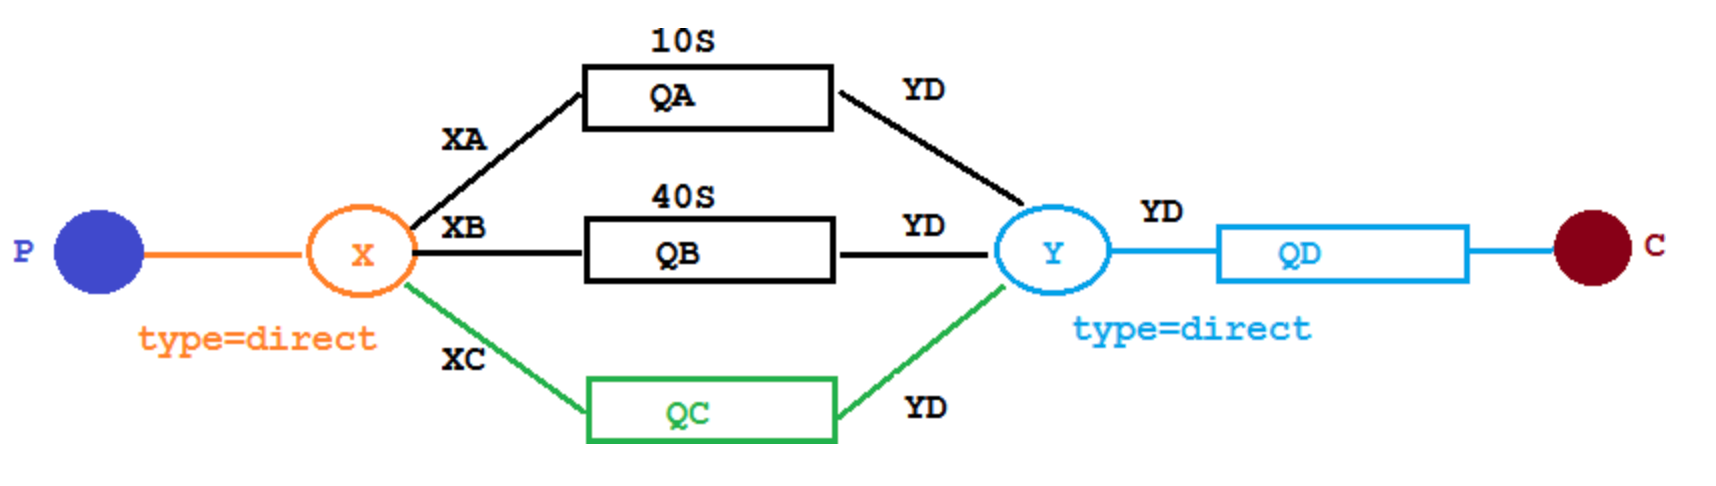 10S
QA
YD
XA
40S
XB
YD
YD
P
X
QB
Y
QD
C
type=direct
type=direct
XC
QC
YD